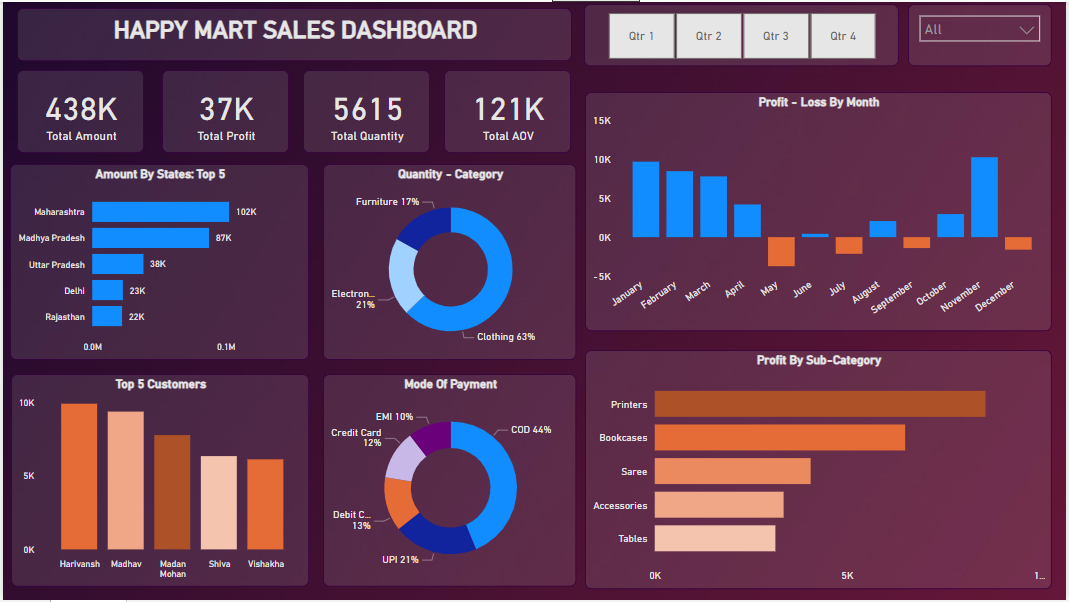 HAPPY MART SALES DASHBOARD
Qtr 1
Qtr 2
Qtr 3
Qtr 4
All
438K
Total Amount
37K
Total Profit
5615
Total Quantity
121K
Total AOV
Amount By States: Top 5
Maharashtra
102K
Madhya Pradesh
87K
Uttar Pradesh
38K
Delhi
23K
Rajasthan
22K
0.0M
0.1M
Quantity - Category
Furniture 17%
Electron...
21%
Clothing 63%
Profit - Loss By Month
15K
10K
5K
0K
-5K
January
February
March
April
May
June
July
August
September
October
November
December
Top 5 Customers
10K
5K
0K
Harivansh
Madhav
Madan
Mohan
Shiva
Vishakha
Mode Of Payment
EMI 10%
Credit Card
12%
COD 44%
Debit C...
13%
UPI 21%
Profit By Sub-Category
Printers
Bookcases
Saree
Accessories
Tables
0K
5K
1...